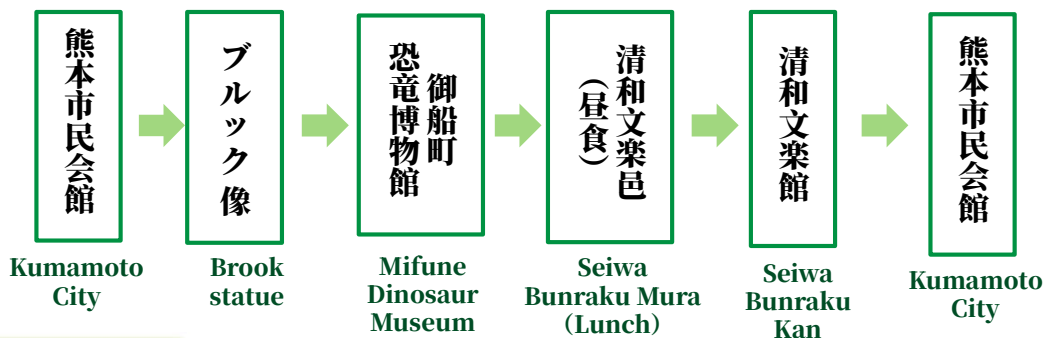 熊本市民会館
ブルック像
御船町
恐竜博物館
清和文楽邑
（昼食）
清和文楽館
熊本市民会館
Kumamoto
City
Brook
statue
Mifune
Dinosaur
Museum
Seiwa
Bunraku Mura
（Lunch）
Seiwa
Bunraku
Kan
Kumamoto
City